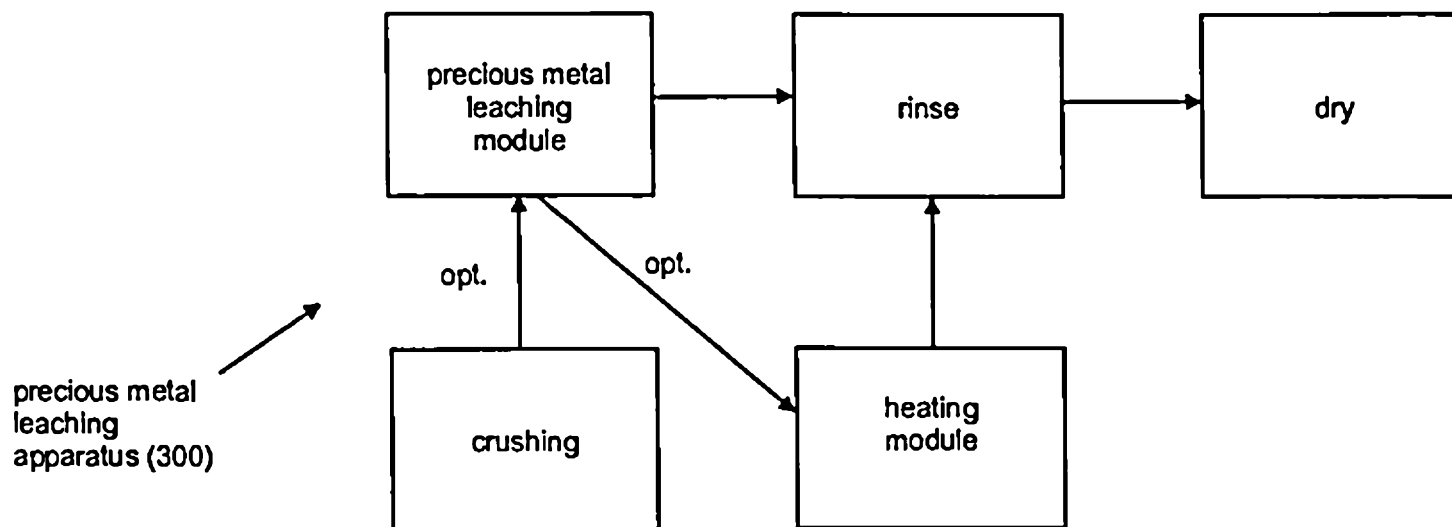 precious metal
leaching
module
rinse
dry
opt.
opt.
precious metal
leaching
apparatus (300)
crushing
heating
module